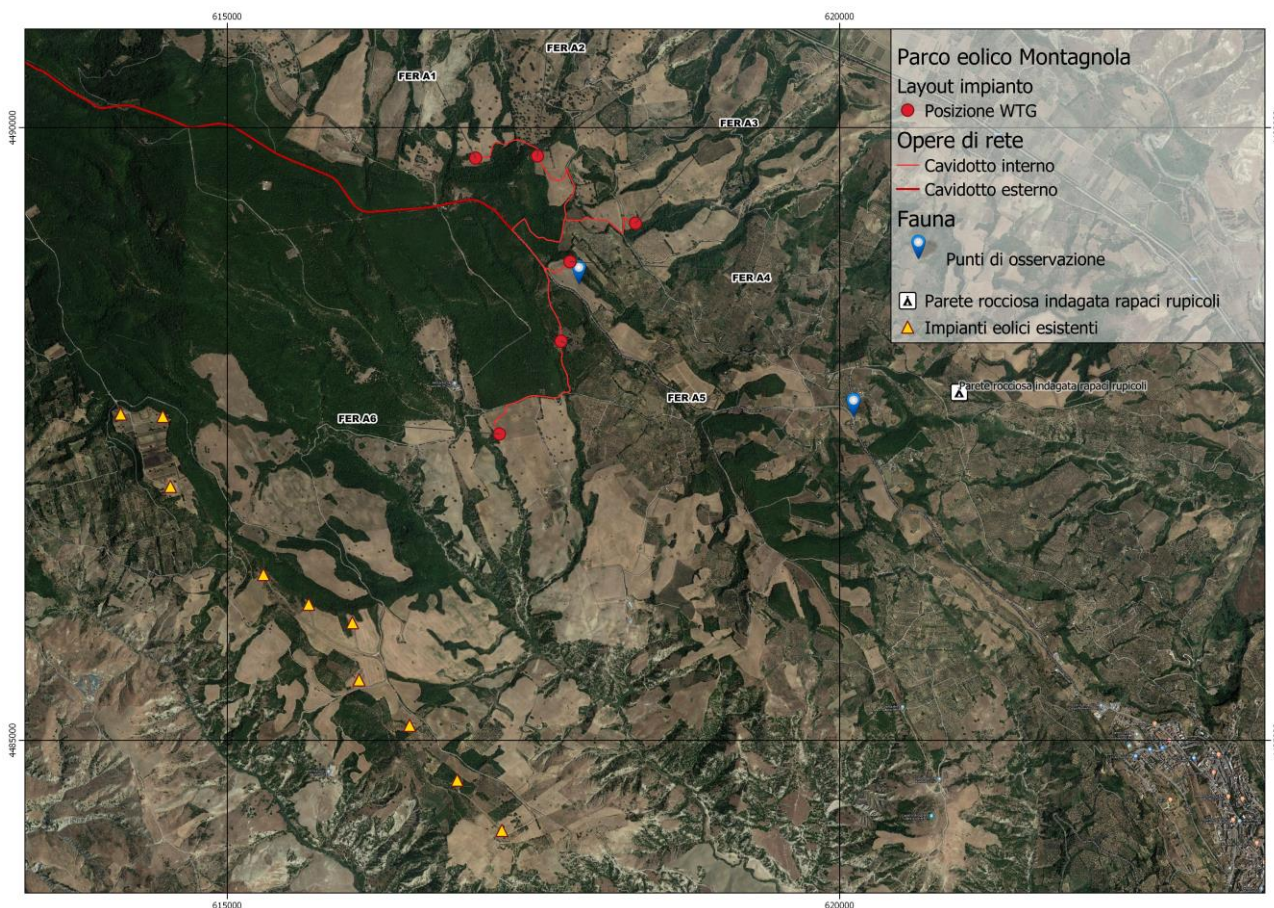 615000
620000
Parco eolico Montagnola
Layout impianto
Posizione WTG
Opere di rete
Cavidotto interno
Cavidotto esterno
Fauna
Punti di osservazione
Parete rocciosa indagata rapaci rupicoli
Impianti eolici esistenti
FER A2
FER A1
4490000
FER A3
FER A4
Parete rocciosa indagata rapaci rupicoli
FER A5
FER A6
4485000
615000
620000